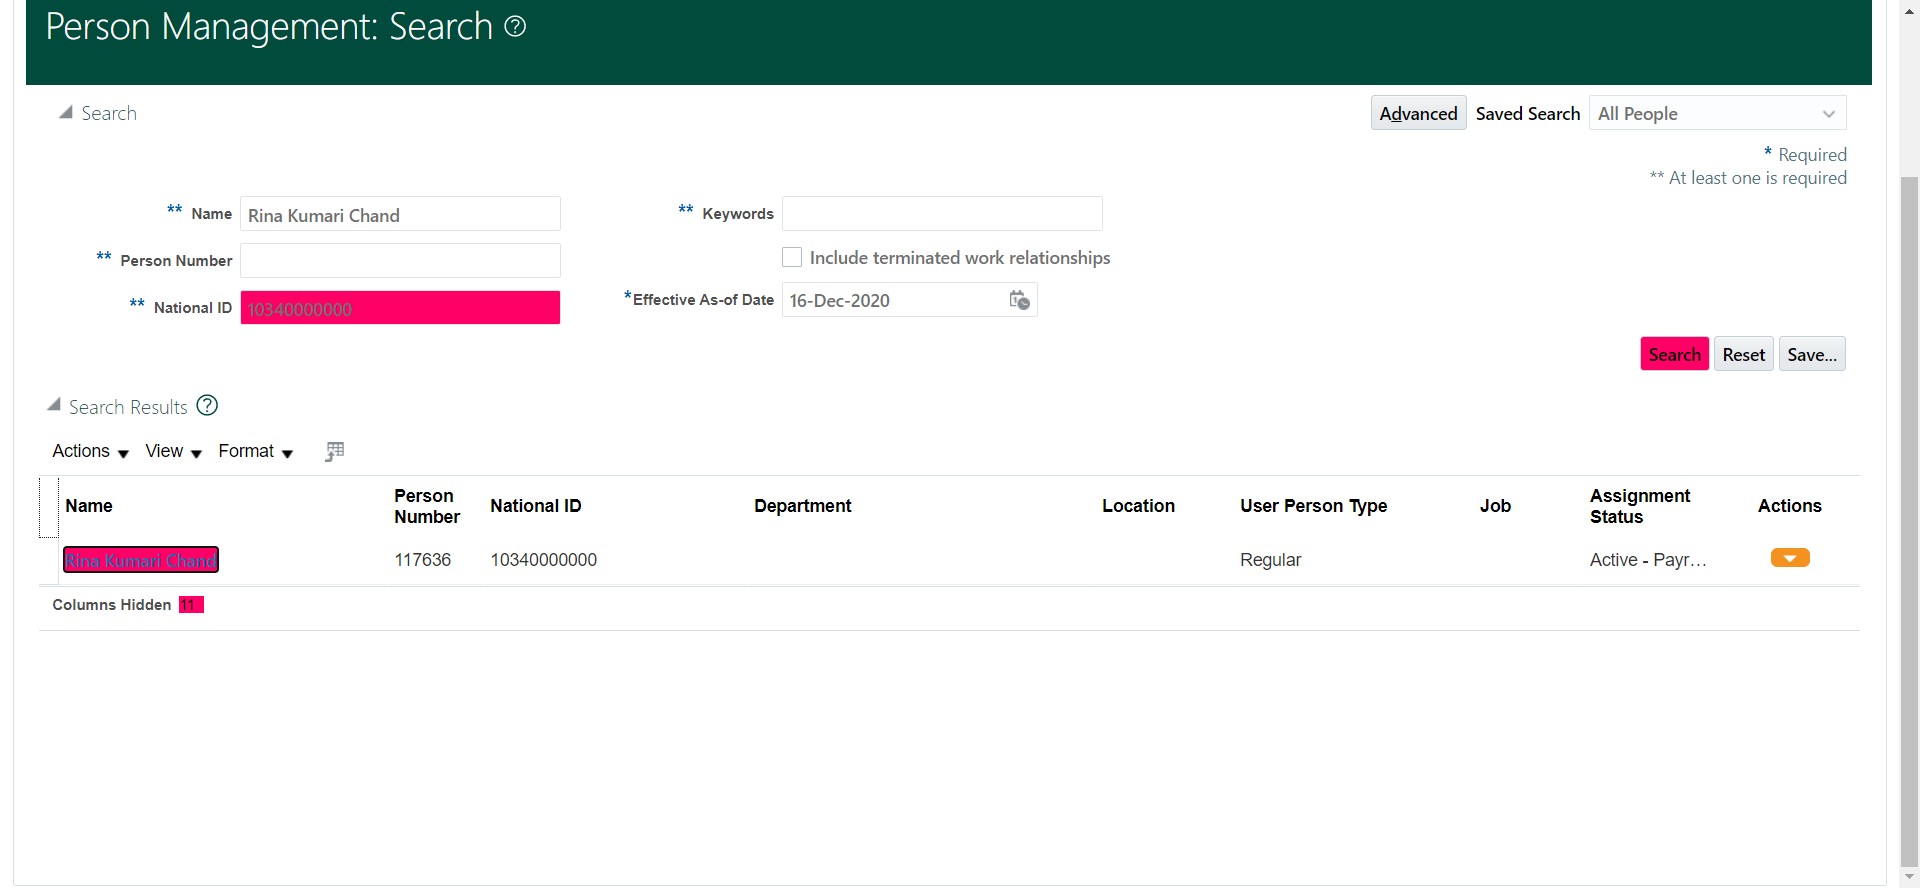 Person Management: Search
Search
Advanced Saved Search All People
* Required
** At least one is required
** Name Rina Kumari Chand ** Keywords
** Person Number Include terminated work relationships
** National ID 10340000000 *Effective As-of Date 16-Dec-2020
Search Reset Save...
Search Results
Actions View Format
Name Person Number National ID Department Location User Person Type Job Assignment Status Actions
Rina Kumari Chand 117636 10340000000 Regular Active - Payr...
Columns Hidden 11